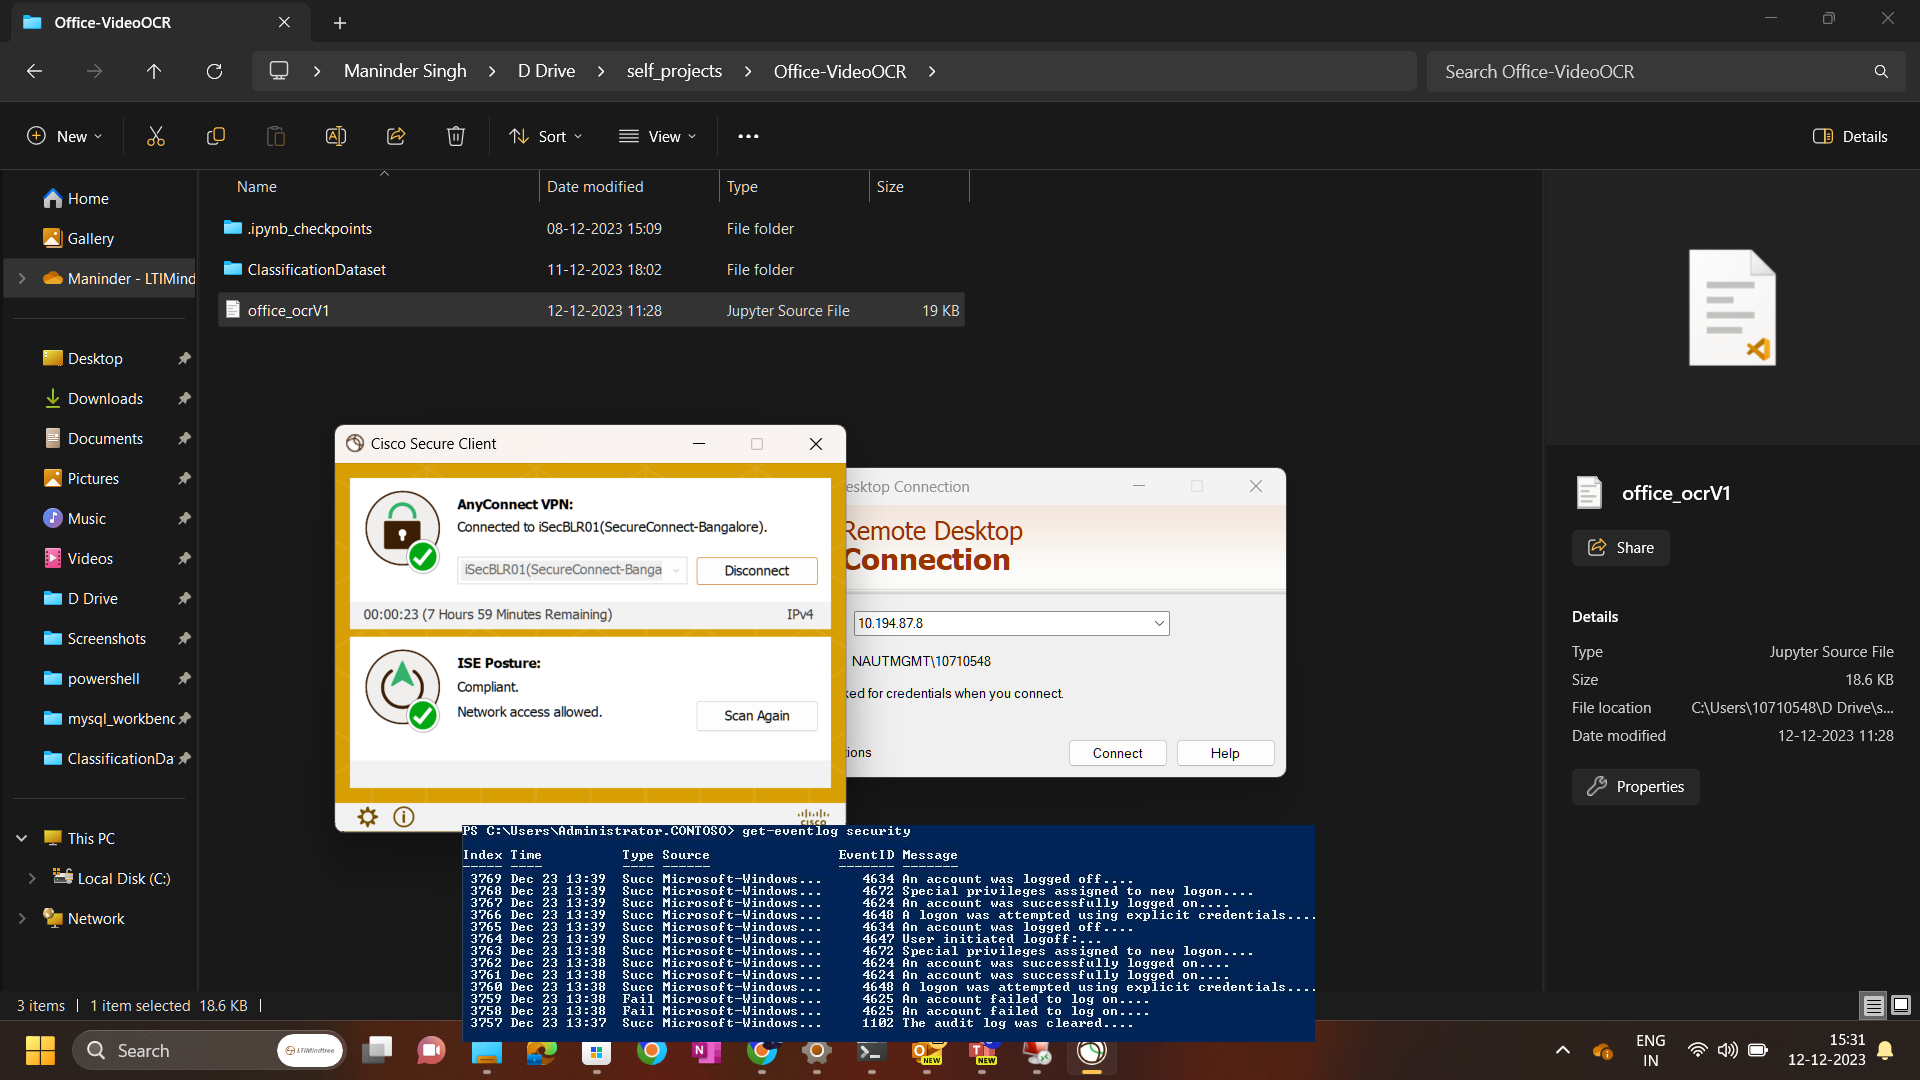 Office-VideoOCR
Maninder Singh
D Drive
self_projects
Office-VideoOCR
Search Office-VideoOCR
New
Sort
View
Details
Name
Date modified
Type
Size
Home
Gallery
Maninder - LTIMind
.ipynb_checkpoints 08-12-2023 15:09 File folder
ClassificationDataset 11-12-2023 18:02 File folder
office_ocrV1 12-12-2023 11:28 Jupyter Source File 19 KB
Desktop
Downloads
Documents
Pictures
Music
Videos
D Drive
Screenshots
powershell
mysql_workbenc
ClassificationDa
This PC
Local Disk (C:)
Network
Cisco Secure Client
AnyConnect VPN:
Connected to iSecBLR01(SecureConnect-Bangalore).
iSecBLR01(SecureConnect-Banga
Disconnect
00:00:23 (7 Hours 59 Minutes Remaining) IPv4
ISE Posture:
Compliant.
Network access allowed.
Scan Again
cisco
esktop Connection
Remote Desktop
Connection
10.194.87.8
NAUTMGMT\10710548
ked for credentials when you connect.
tions
Connect
Help
office_ocrV1
Share
Details
Type Jupyter Source File
Size 18.6 KB
File location C:\Users\10710548\D Drive\s...
Date modified 12-12-2023 11:28
Properties
PS C:\Users\Administrator.CONTOSO> get-eventlog security
Index Time Type Source EventID Message
----- ---- ---- ------ ------- -------
3769 Dec 23 13:39 Succ Microsoft-Windows... 4634 An account was logged off....
3768 Dec 23 13:39 Succ Microsoft-Windows... 4672 Special privileges assigned to new logon....
3767 Dec 23 13:39 Succ Microsoft-Windows... 4624 An account was successfully logged on....
3766 Dec 23 13:39 Succ Microsoft-Windows... 4648 A logon was attempted using explicit credentials....
3765 Dec 23 13:39 Succ Microsoft-Windows... 4634 An account was logged off....
3764 Dec 23 13:39 Succ Microsoft-Windows... 4647 User initiated logoff:...
3763 Dec 23 13:38 Succ Microsoft-Windows... 4672 Special privileges assigned to new logon....
3762 Dec 23 13:38 Succ Microsoft-Windows... 4624 An account was successfully logged on....
3761 Dec 23 13:38 Succ Microsoft-Windows... 4624 An account was successfully logged on....
3760 Dec 23 13:38 Succ Microsoft-Windows... 4648 A logon was attempted using explicit credentials....
3759 Dec 23 13:38 Fail Microsoft-Windows... 4625 An account failed to log on....
3758 Dec 23 13:38 Fail Microsoft-Windows... 4625 An account failed to log on....
3757 Dec 23 13:37 Succ Microsoft-Windows... 1102 The audit log was cleared....
3 items 1 item selected 18.6 KB
Search
LTIMindtree
NEW
NEW
ENG
IN
15:31
12-12-2023